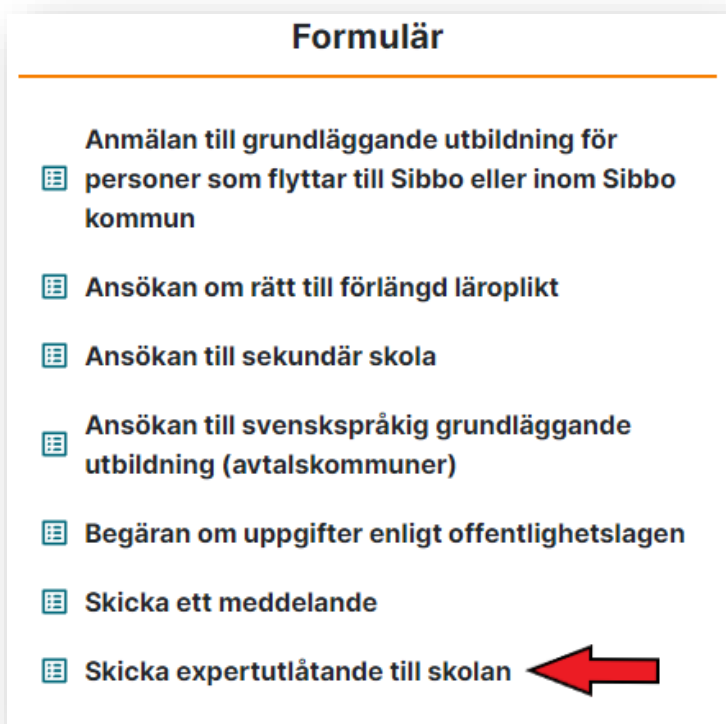 Formulär
Anmälan till grundläggande utbildning för
personer som flyttar till Sibbo eller inom Sibbo
kommun
Ansökan om rätt till förlängd läroplikt
Ansökan till sekundär skola
Ansökan till svenskspråkig grundläggande
utbildning (avtalskommuner)
Begäran om uppgifter enligt offentlighetslagen
Skicka ett meddelande
Skicka expertutlåtande till skolan